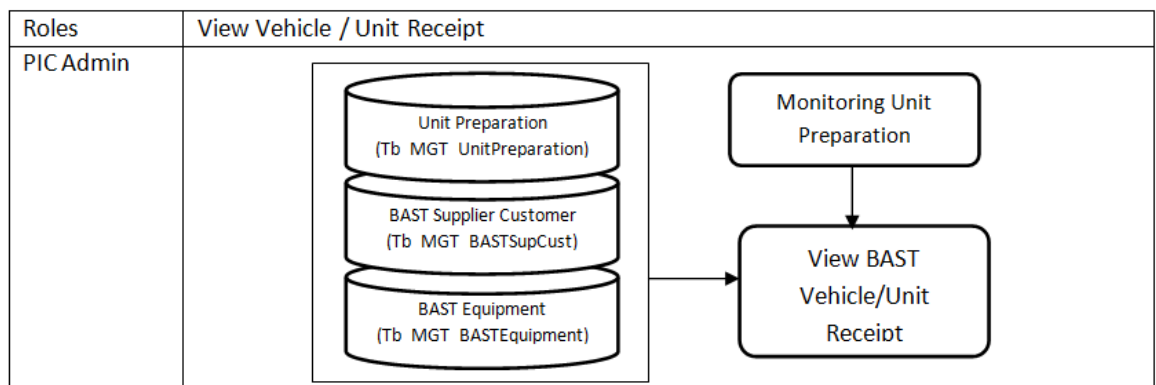 Roles
View Vehicle / Unit Receipt
PIC Admin
Unit Preparation
(Tb MGT UnitPreparation)
BAST Supplier Customer
(Tb MGT BASTSupCust)
BAST Equipment
(Tb MGT BASTEquipment)
Monitoring Unit
Preparation
View BAST
Vehicle/Unit
Receipt